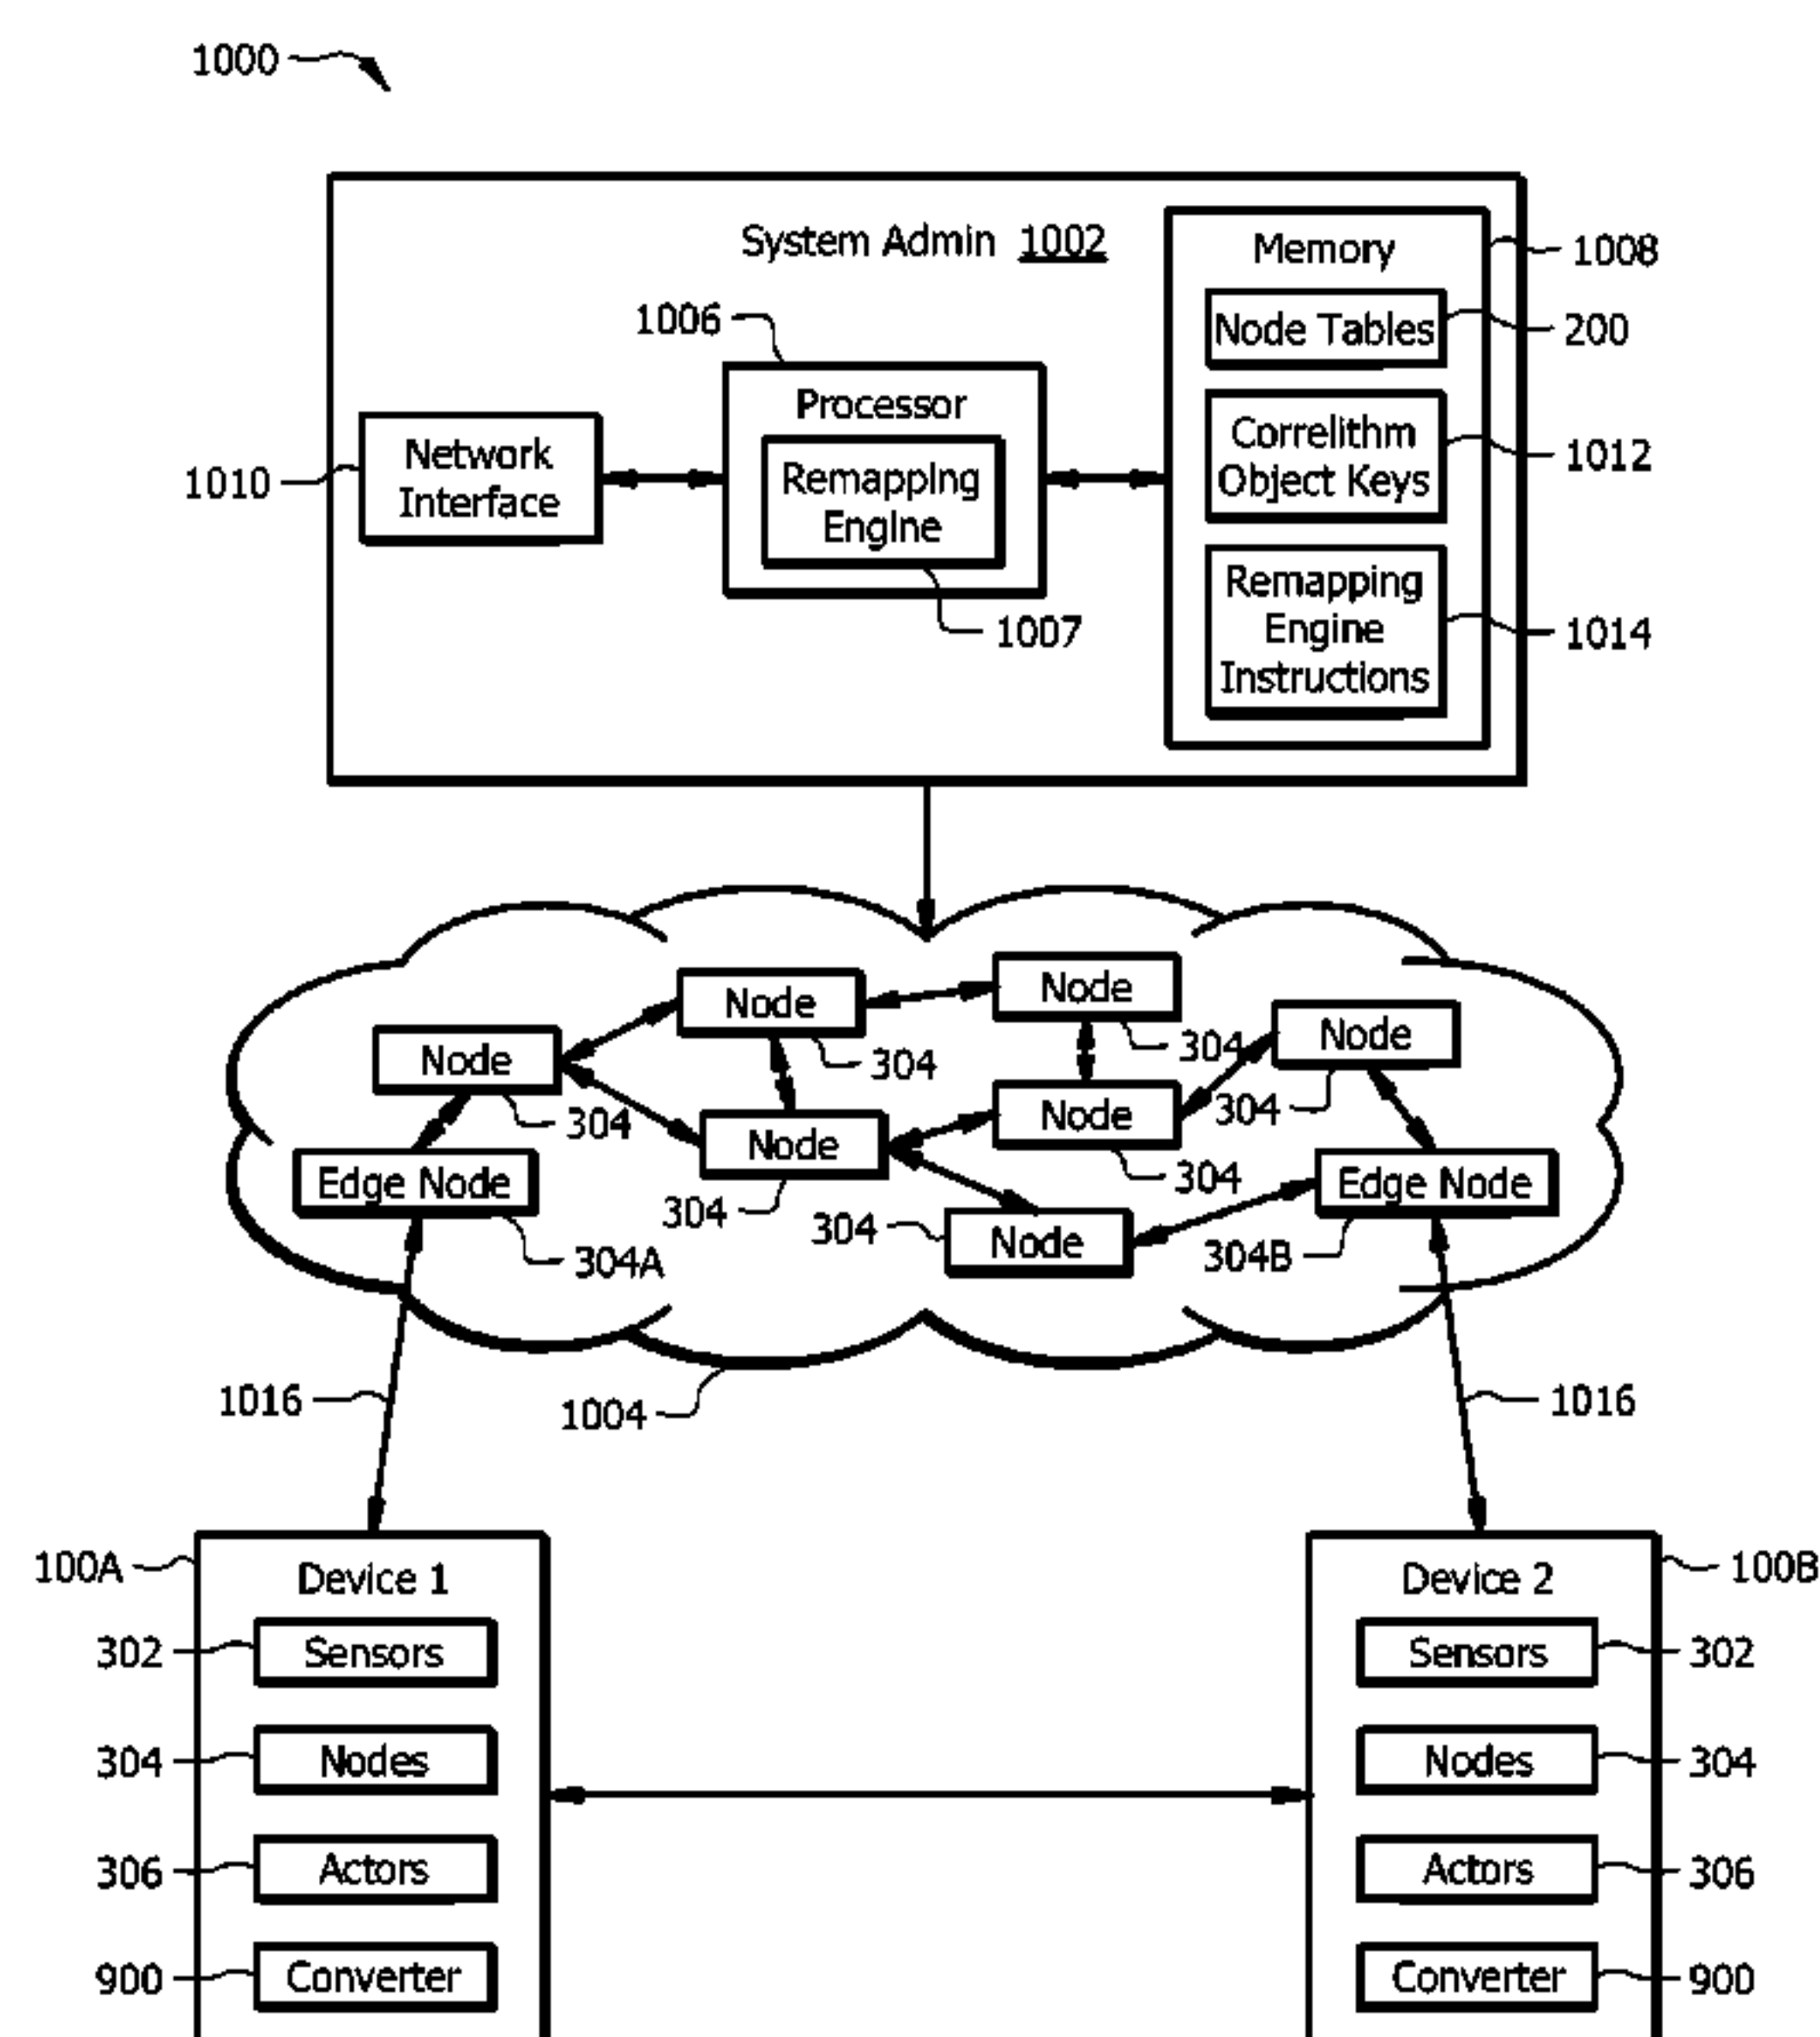 1000
System Admin 1002
Memory
1008
Node Tables
200
1006
Processor
Correlithm
Object Keys
1012
Network
Interface
1010
Remapping
Engine
1007
Remapping
Engine
Instructions
1014
Node
304
Node
304
Node
304
Node
304
Node
304
Node
304
Edge Node
304A
Node
304
Edge Node
304B
1016
1004
1016
100A
Device 1
Device 2
100B
302
Sensors
Sensors
302
304
Nodes
Nodes
304
306
Actors
Actors
306
900
Converter
Converter
900